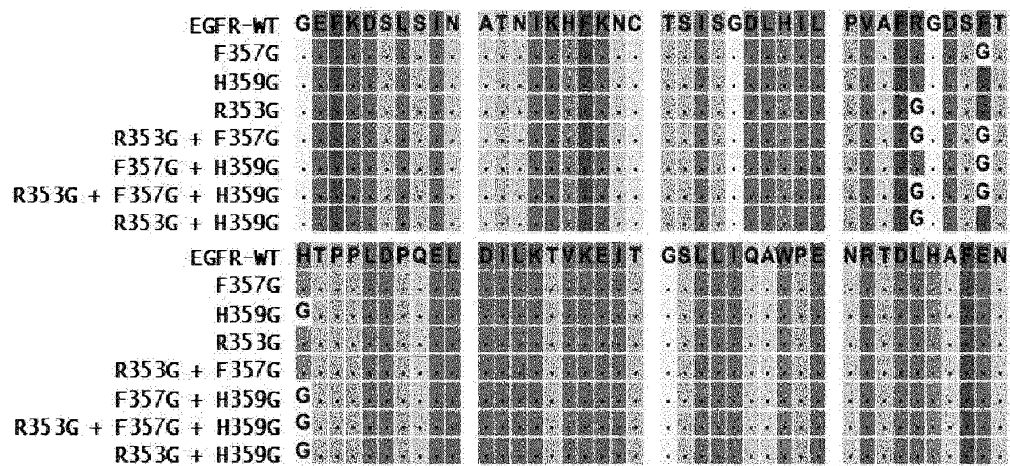 EGFR-WT GEFKDSLSIN ATNIKHFKNC TSISGDLHIL PVAFRGDSFT
F357G .................................. .... G .
H359G . . . . . . . . . . . . . . . . . . . . . . . . . . . . . . . . . . . . . . . .
R353G .................................. G .....
R353G + F357G .................................. G ... G .
F357G + H359G ...................................... G .
R353G + F357G + H359G .................................. G ... G .
R353G + H359G .................................. G .....
EGFR-WT HTPPLDPQEL DILKTVKEIT GSLLIQAWPE NRTDLHAFEN
F357G ........................................
H359G G .......................................
R353G ........................................
R353G + F357G ........................................
F357G + H359G G .......................................
R353G + F357G + H359G G .......................................
R353G + H359G G .......................................